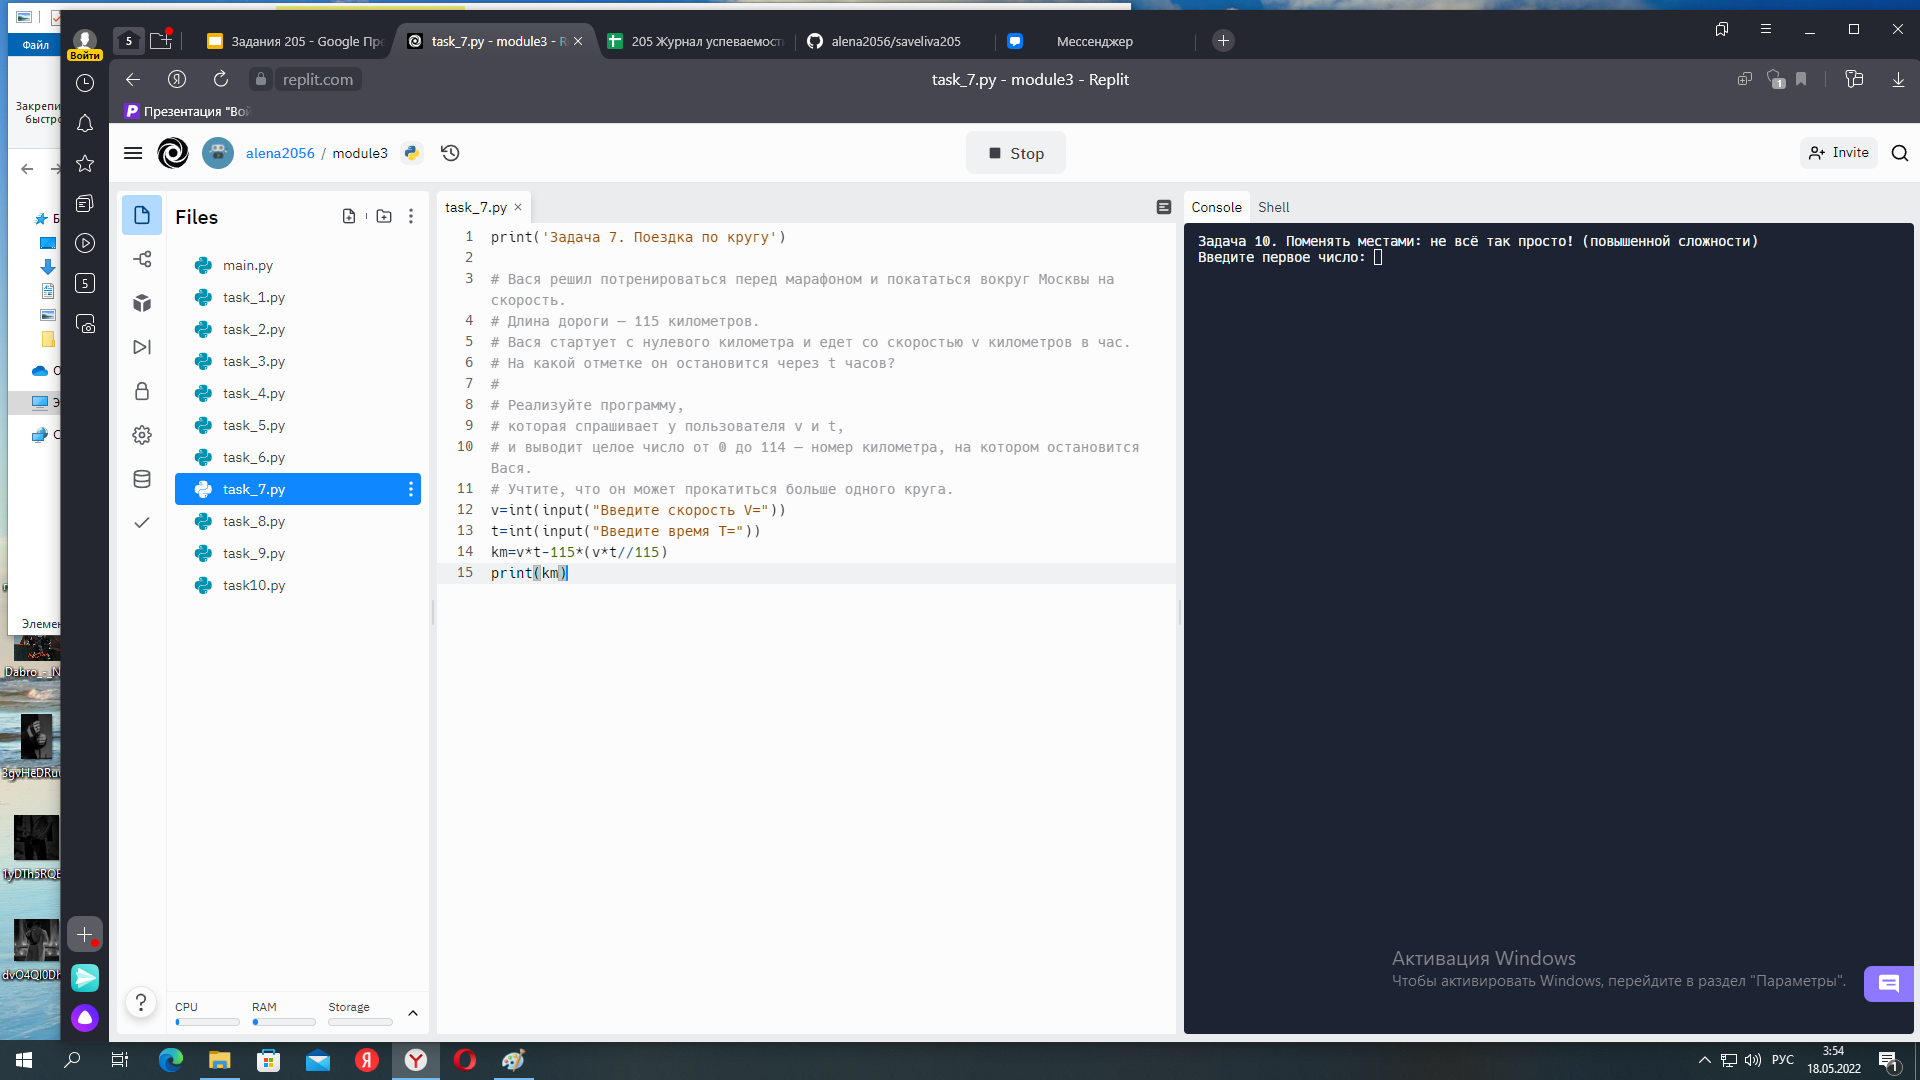 Файл
Войти
5
Задания 205 - Google Пре
task_7.py - module3 - R
205 Журнал успеваемост
alena2056/saveliva205
Мессенджер
replit.com
task_7.py - module3 - Replit
1
Закрепи
быстро
Презентация "Вой
alena2056 / module3
Stop
Invite
Files
task_7.py
Console
Shell
main.py
task_1.py
task_2.py
task_3.py
task_4.py
task_5.py
task_6.py
task_7.py
task_8.py
task_9.py
task10.py
1 print('Задача 7. Поездка по кругу')
2
3 # Вася решил потренироваться перед марафоном и покататься вокруг Москвы на
скорость.
4 # Длина дороги — 115 километров.
5 # Вася стартует с нулевого километра и едет со скоростью v километров в час.
6 # На какой отметке он остановится через t часов?
7 #
8 # Реализуйте программу,
9 # которая спрашивает у пользователя v и t,
10 # и выводит целое число от 0 до 114 — номер километра, на котором остановится
Вася.
11 # Учтите, что он может прокатиться больше одного круга.
12 v=int(input("Введите скорость V="))
13 t=int(input("Введите время T="))
14 km=v*t-115*(v*t//115)
15 print(km)
Задача 10. Поменять местами: не всё так просто! (повышенной сложности)
Введите первое число:
5
Б
О
Э
С
Элемен
Dabro_-_N
3gvHeDRu
1yDTh5RQE
dvO4QI0Dh
CPU
RAM
Storage
?
Активация Windows
Чтобы активировать Windows, перейдите в раздел "Параметры".
РУС
3:54
18.05.2022
1